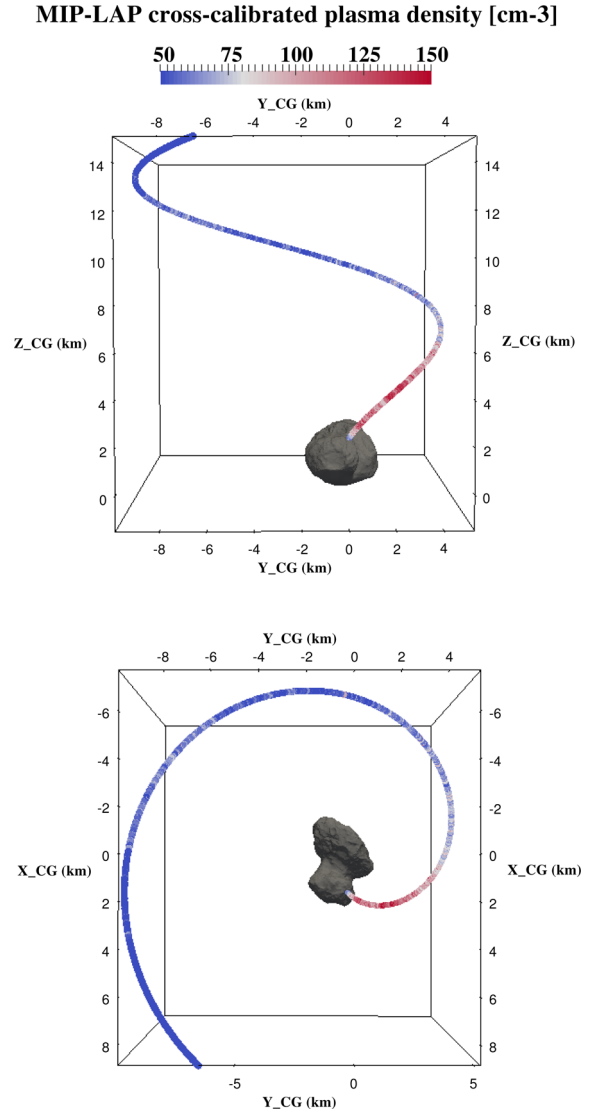 MIP-LAP cross-calibrated plasma density [cm-3]
50 75 100 125 150
Y_CG (km)
-8 -6 -4 -2 0 2 4
14 14
12 12
10 10
8 8
Z_CG (km) Z_CG (km)
6 6
4 4
2 2
0 0
-8 -6 -4 -2 0 2 4
Y_CG (km)
Y_CG (km)
-8 -6 -4 -2 0 2 4
-6 -6
-4 -4
-2 -2
0 0
X_CG (km) X_CG (km)
2 2
4 4
6 6
8 8
-5 0 5
Y_CG (km)